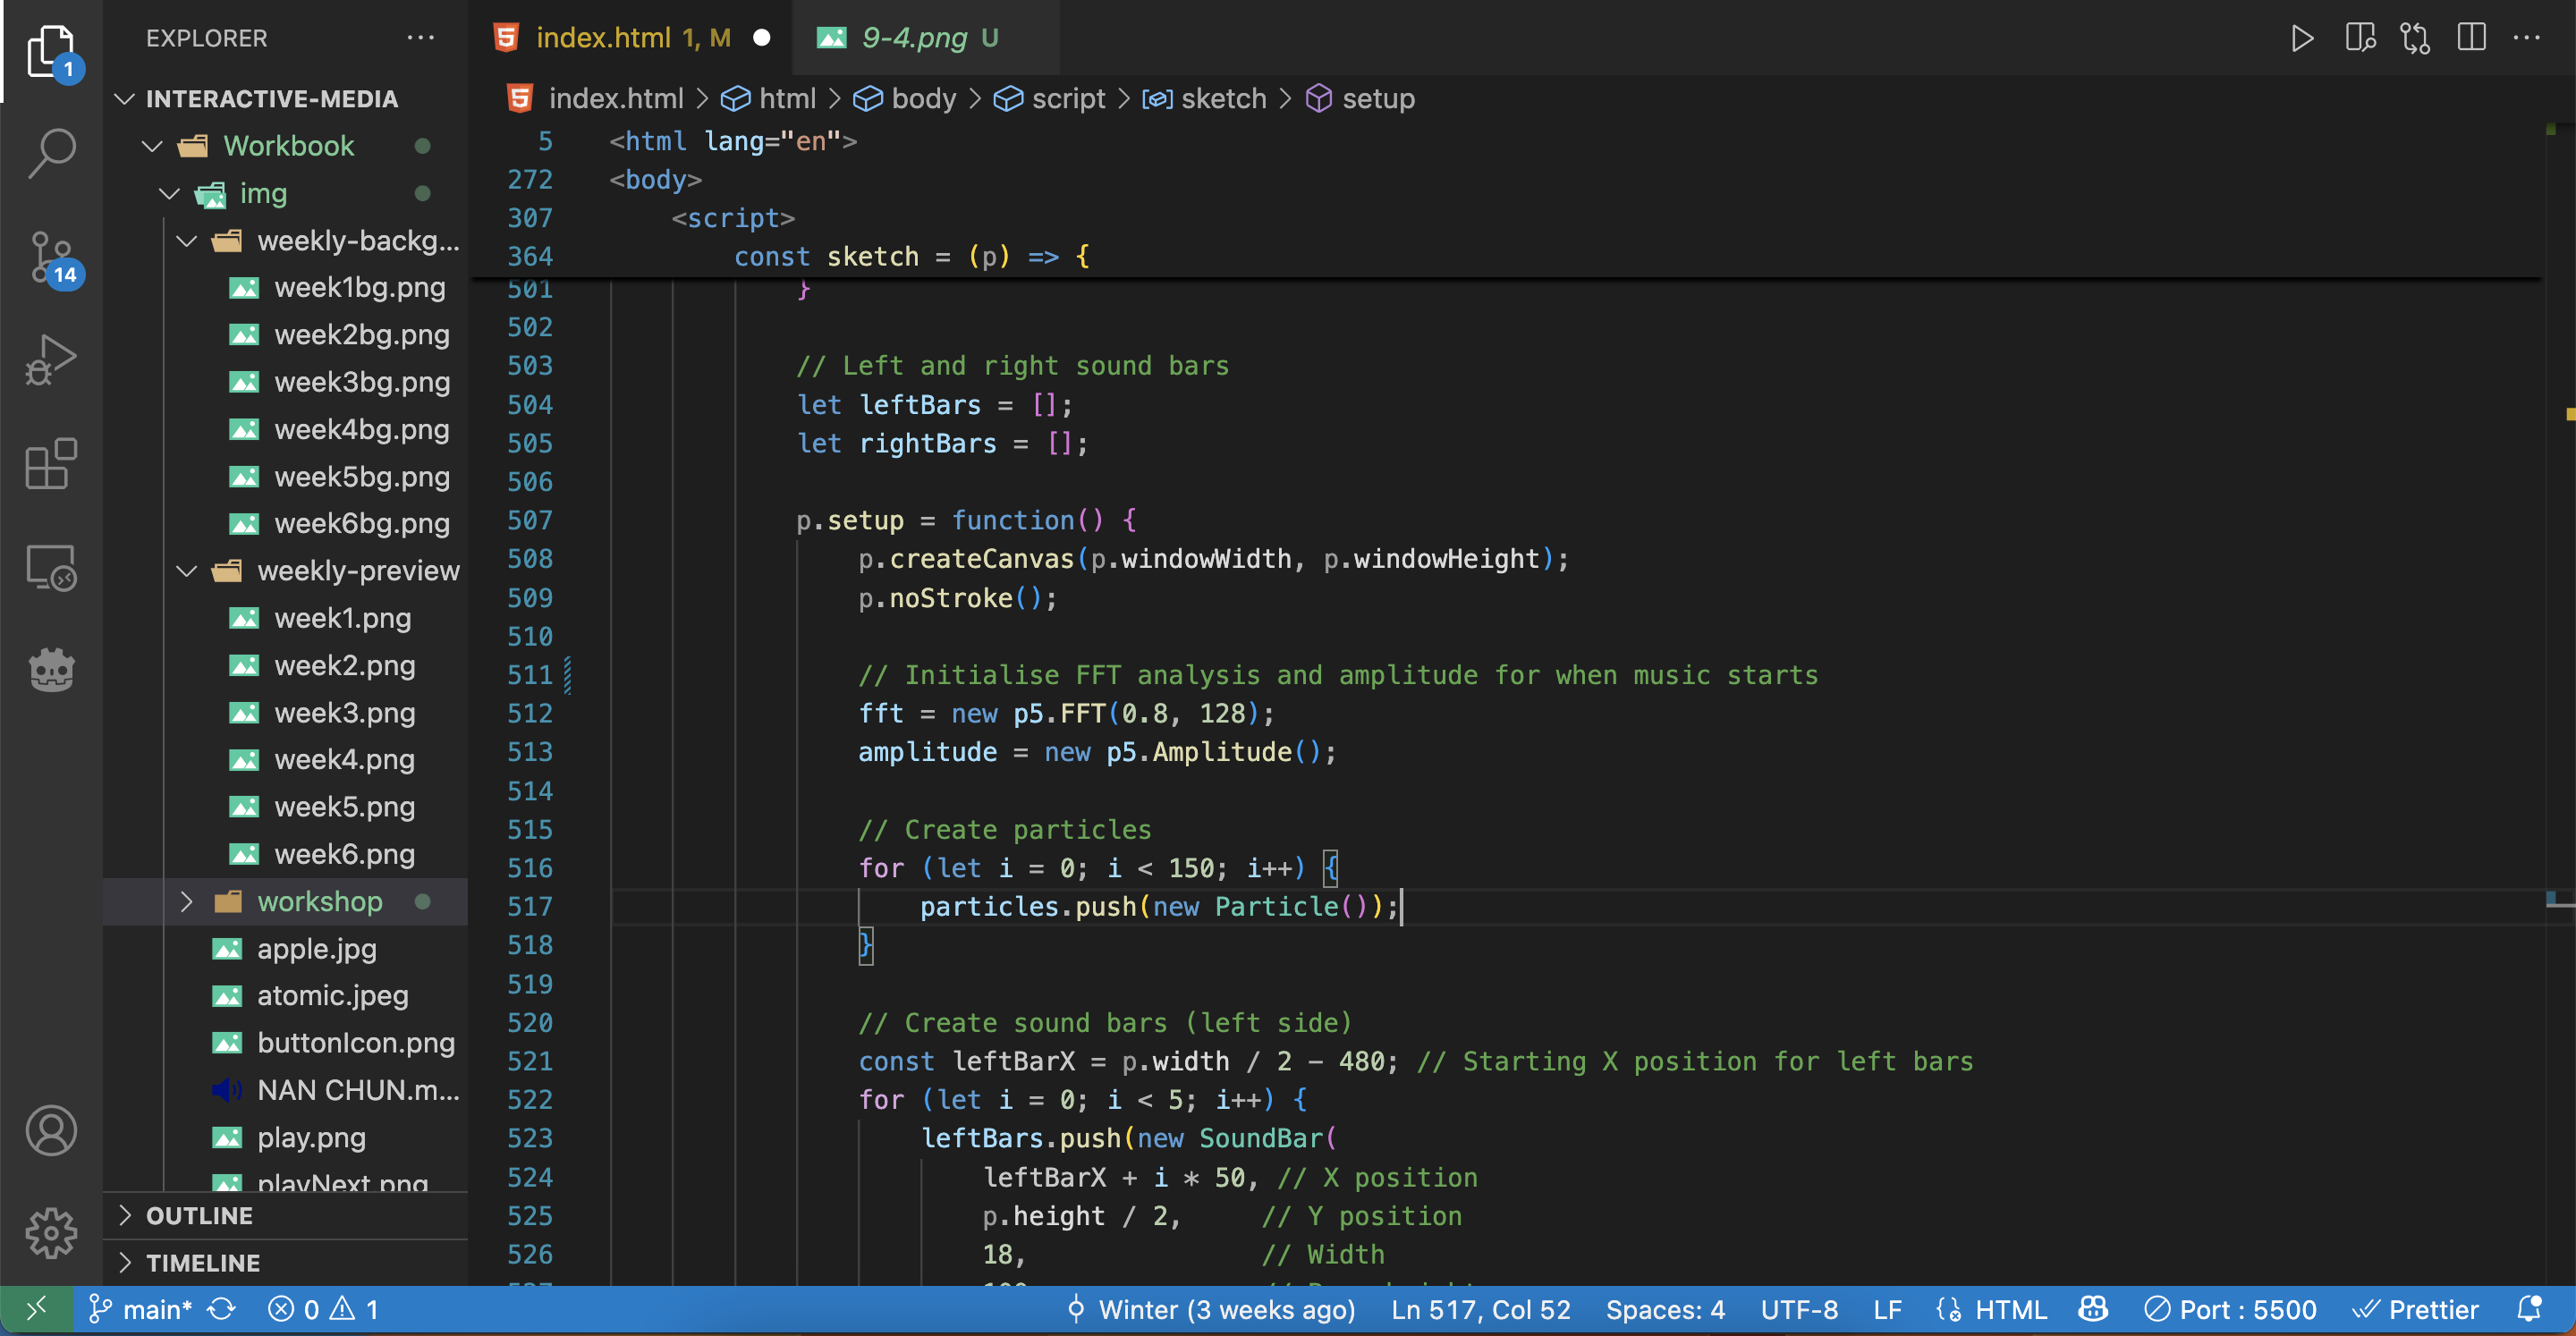 EXPLORER
1
INTERACTIVE-MEDIA
Workbook
img
weekly-backg...
week1bg.png
week2bg.png
week3bg.png
week4bg.png
week5bg.png
week6bg.png
weekly-preview
week1.png
week2.png
week3.png
week4.png
week5.png
week6.png
workshop
apple.jpg
atomic.jpeg
buttonIcon.png
NAN CHUN.m...
play.png
playNext.png
OUTLINE
TIMELINE
14
index.html 1, M
9-4.png U
index.html > html > body > script > sketch > setup
5 <html lang="en">
272 <body>
307 <script>
364 const sketch = (p) => {
501 }
502
503 // Left and right sound bars
504 let leftBars = [];
505 let rightBars = [];
506
507 p.setup = function() {
508 p.createCanvas(p.windowWidth, p.windowHeight);
509 p.noStroke();
510
511 // Initialise FFT analysis and amplitude for when music starts
512 fft = new p5.FFT(0.8, 128);
513 amplitude = new p5.Amplitude();
514
515 // Create particles
516 for (let i = 0; i < 150; i++) {
517 particles.push(new Particle());
518 }
519
520 // Create sound bars (left side)
521 const leftBarX = p.width / 2 - 480; // Starting X position for left bars
522 for (let i = 0; i < 5; i++) {
523 leftBars.push(new SoundBar(
524 leftBarX + i * 50, // X position
525 p.height / 2, // Y position
526 18, // Width
main* 0 1 Winter (3 weeks ago) Ln 517, Col 52 Spaces: 4 UTF-8 LF HTML Port : 5500 Prettier